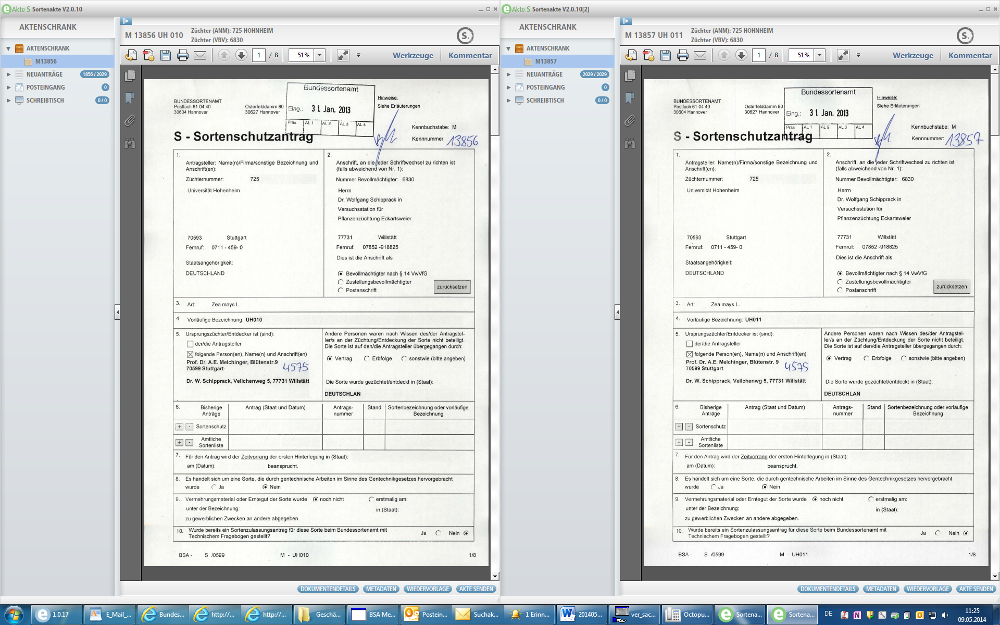 eAkte S Sortenakte V2.0.10
AKTENSCHRANK
AKTENSCHRANK
M13856
NEUANTRÄGE 1856 / 2029
POSTEINGANG 0
SCHREIBTISCH 0 / 0
M 13856 UH 010
Züchter (ANM): 725 HOHNHEIM
Züchter (VBV): 6830
S.
1 / 8 51% Werkzeuge Kommentar
BUNDESSORTENAMT
Postfach 61 04 40
30604 Hannover
Osterfelddamm 80
30627 Hannover
Bundessortenamt
Eing.: 31. Jan. 2013
Präs AL 1 AL 2 AL 3 AL 4
Hinweise:
Siehe Erläuterungen
Kennbuchstabe: M
Kennnummer: 13856
S - Sortenschutzantrag
1.
Antragsteller: Name(n)/Firma/sonstige Bezeichnung und
Anschrift(en):
Züchternummer: 725
Universität Hohenheim
70593 Stuttgart
Fernruf: 0711 - 459- 0
Staatsangehörigkeit:
DEUTSCHLAND
2.
Anschrift, an die jeder Schriftwechsel zu richten ist
(falls abweichend von Nr. 1):
Nummer Bevollmächtigter: 6830
Herrn
Dr. Wolfgang Schipprack in
Versuchsstation für
Pflanzenzüchtung Eckartsweier
77731 Willstätt
Fernruf: 07852 -918825
Dies ist die Anschrift als
Bevollmächtigter nach § 14 VwVfG
Zustellungsbevollmächtigter
Postanschrift
zurücksetzen
3. Art: Zea mays L.
4. Vorläufige Bezeichnung: UH010
5. Ursprungszüchter/Entdecker ist (sind):
der/die Antragsteller
folgende Person(en), Name(n) und Anschrift(en)
Prof. Dr. A.E. Melchinger, Blütenstr.9
70599 Stuttgart 4575
Dr. W. Schipprack, Veilchenweg 5, 77731 Willstätt
Andere Personen waren nach Wissen des/der Antragstel-
ler/s an der Züchtung/Entdeckung der Sorte nicht beteiligt.
Die Sorte ist auf den/die Antragsteller übergegangen durch:
Vertrag Erbfolge sonstwie (bitte angeben)
Die Sorte wurde gezüchtet/entdeckt in (Staat):
DEUTSCHLAN
6. Bisherige Anträge Antrag (Staat und Datum) Antrags-nummer Stand Sortenbezeichnung oder vorläufige Bezeichnung
+ - Sortenschutz
+ - Amtliche Sortenliste
7. Für den Antrag wird der Zeitvorrang der ersten Hinterlegung in (Staat):
am (Datum): beansprucht.
8. Es handelt sich um eine Sorte, die durch gentechnische Arbeiten im Sinne des Gentechnikgesetzes hervorgebracht
wurde Ja Nein
9. Vermehrungsmaterial oder Erntegut der Sorte wurde noch nicht erstmalig am:
unter der Bezeichnung: in (Staat):
zu gewerblichen Zwecken an andere abgegeben.
10. Wurde bereits ein Sortenzulassungsantrag für diese Sorte beim Bundessortenamt mit
Technischem Fragebogen gestellt? Ja Nein
BSA - S /0599 M - UH010 1/8
DOKUMENTENDETAILS METADATEN WIEDERVORLAGE AKTE SENDEN
eAkte S Sortenakte V2.0.10[2]
AKTENSCHRANK
AKTENSCHRANK
M13857
NEUANTRÄGE 2029 / 2029
POSTEINGANG 0
SCHREIBTISCH 0 / 0
M 13857 UH 011
Züchter (ANM): 725 HOHNHEIM
Züchter (VBV): 6830
S.
1 / 8 51% Werkzeuge Kommentar
BUNDESSORTENAMT
Postfach 61 04 40
30604 Hannover
Osterfelddamm 80
30627 Hannover
Bundessortenamt
Eing.: 31. Jan. 2013
Präs AL 1 AL 2 AL 3 AL 4
Hinweise:
Siehe Erläuterungen
Kennbuchstabe: M
Kennnummer: 13857
S - Sortenschutzantrag
1.
Antragsteller: Name(n)/Firma/sonstige Bezeichnung und
Anschrift(en):
Züchternummer: 725
Universität Hohenheim
70593 Stuttgart
Fernruf: 0711 - 459- 0
Staatsangehörigkeit:
DEUTSCHLAND
2.
Anschrift, an die jeder Schriftwechsel zu richten ist
(falls abweichend von Nr. 1):
Nummer Bevollmächtigter: 6830
Herrn
Dr. Wolfgang Schipprack in
Versuchsstation für
Pflanzenzüchtung Eckartsweier
77731 Willstätt
Fernruf: 07852 -918825
Dies ist die Anschrift als
Bevollmächtigter nach § 14 VwVfG
Zustellungsbevollmächtigter
Postanschrift
zurücksetzen
3. Art: Zea mays L.
4. Vorläufige Bezeichnung: UH011
5. Ursprungszüchter/Entdecker ist (sind):
der/die Antragsteller
folgende Person(en), Name(n) und Anschrift(en)
Prof. Dr. A.E. Melchinger, Blütenstr. 9
70599 Stuttgart 4575
Dr. W. Schipprack, Veilchenwg 5, 77731 Willstätt
Andere Personen waren nach Wissen des/der Antragstel-
ler/s an der Züchtung/Entdeckung der Sorte nicht beteiligt.
Die Sorte ist auf den/die Antragsteller übergegangen durch:
Vertrag Erbfolge sonstwie (bitte angeben)
Die Sorte wurde gezüchtet/entdeckt in (Staat):
DEUTSCHLAN
6. Bisherige Anträge Antrag (Staat und Datum) Antrags-nummer Stand Sortenbezeichnung oder vorläufige Bezeichnung
+ - Sortenschutz
+ - Amtliche Sortenliste
7. Für den Antrag wird der Zeitvorrang der ersten Hinterlegung in (Staat):
am (Datum): beansprucht.
8. Es handelt sich um eine Sorte, die durch gentechnische Arbeiten im Sinne des Gentechnikgesetzes hervorgebracht
wurde Ja Nein
9. Vermehrungsmaterial oder Erntegut der Sorte wurde noch nicht erstmalig am:
unter der Bezeichnung: in (Staat):
zu gewerblichen Zwecken an andere abgegeben.
10. Wurde bereits ein Sortenzulassungsantrag für diese Sorte beim Bundessortenamt mit
Technischem Fragebogen gestellt? Ja Nein
BSA - S /0599 M - UH011 1/8
DOKUMENTENDETAILS METADATEN WIEDERVORLAGE AKTE SENDEN
1.0.17 E_Mail_... Bundes... http://... http://... Geschä... BSA Me... Postein... Suchak... 1 Erinn... 201405... ver_sac... Octopu... Sortena... Sortena... DE 11:25
09.05.2014